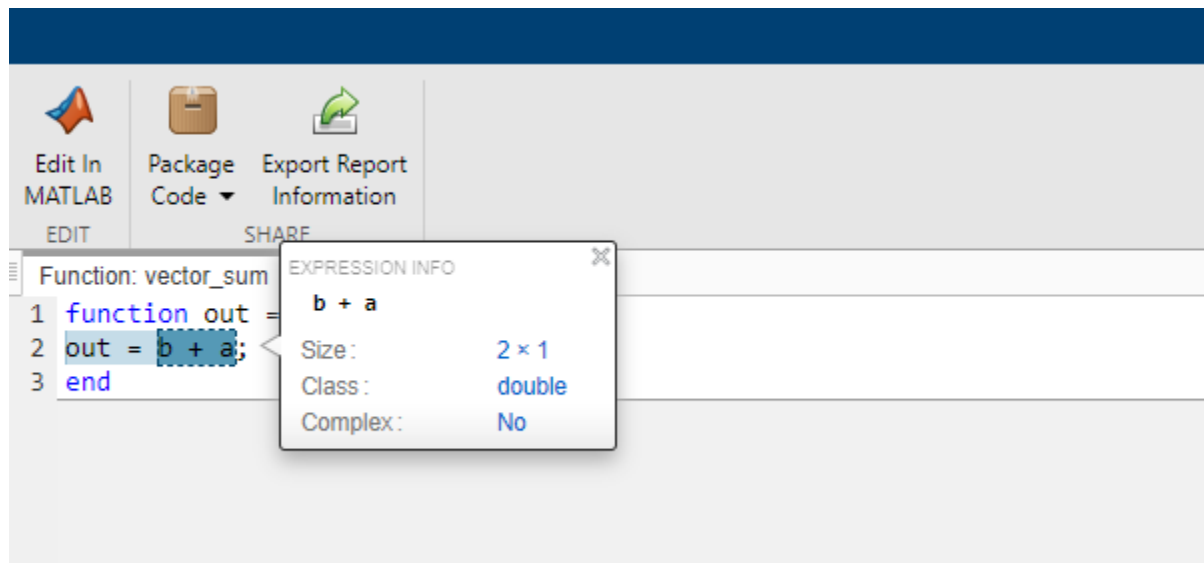 Edit In
MATLAB
Package
Code
Export Report
Information
EDIT
SHARE
Function: vector_sum
1 function out =
2 out = b + a;
3 end
EXPRESSION INFO
b + a
Size: 2 × 1
Class: double
Complex: No